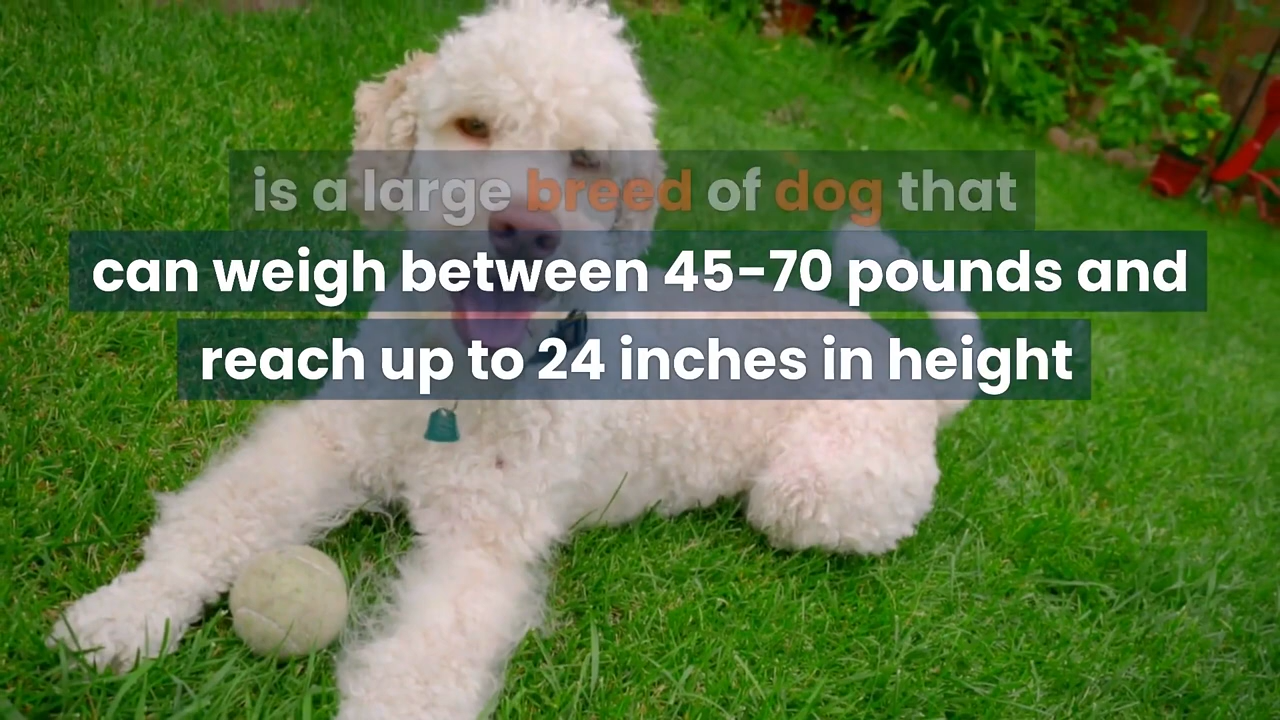 is a large breed of dog that
can weigh between 45-70 pounds and
reach up to 24 inches in height